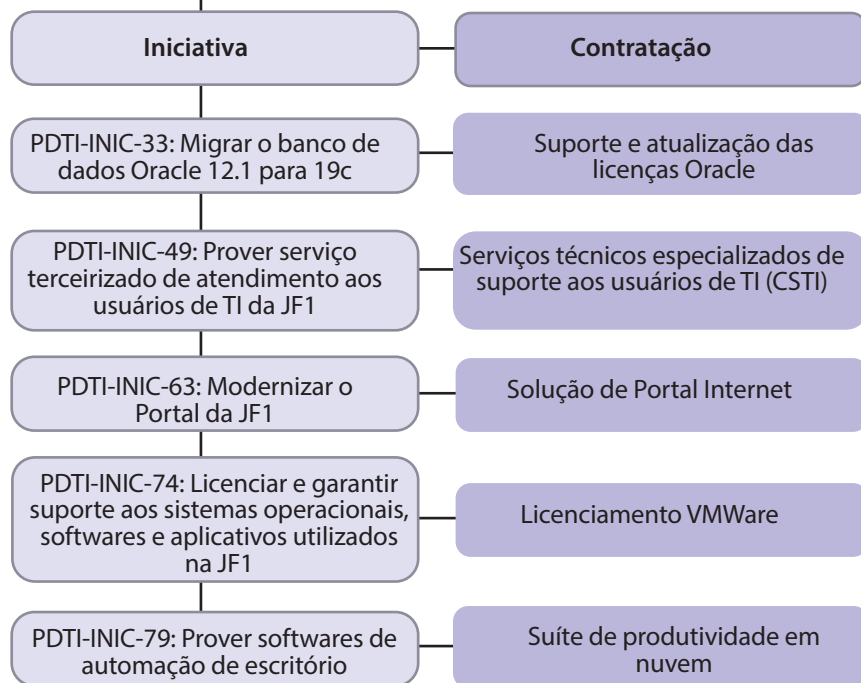 Iniciativa
Contratação
PDTI-INIC-33: Migrar o banco de
dados Oracle 12.1 para 19c
Suporte e atualização das
licenças Oracle
PDTI-INIC-49: Prover serviço
terceirizado de atendimento aos
usuários de TI da JF1
Serviços técnicos especializados de
suporte aos usuários de TI (CSTI)
PDTI-INIC-63: Modernizar o
Portal da JF1
Solução de Portal Internet
PDTI-INIC-74: Licenciar e garantir
suporte aos sistemas operacionais,
softwares e aplicativos utilizados
na JF1
Licenciamento VMWare
PDTI-INIC-79: Prover softwares de
automação de escritório
Suíte de produtividade em
nuvem